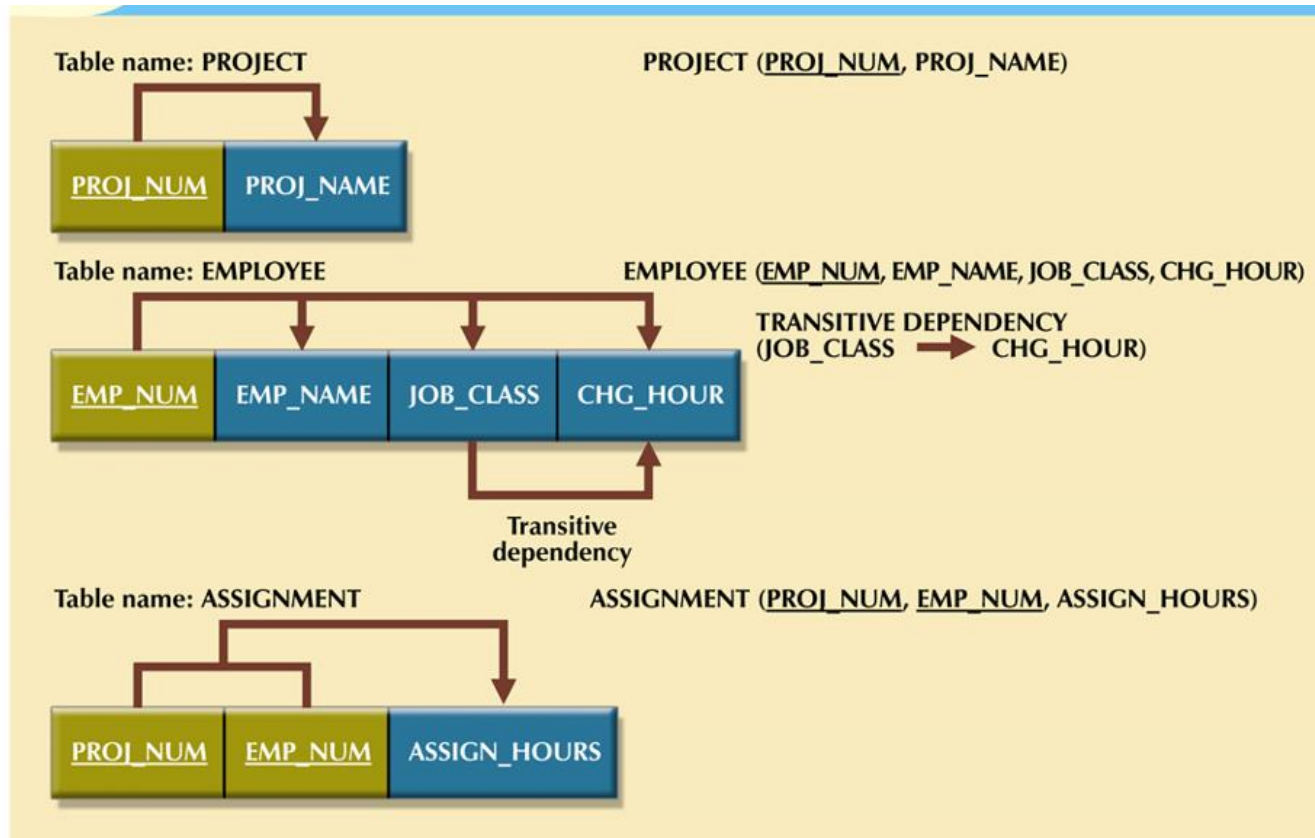 Table name: PROJECT
PROJECT (PROJ_NUM, PROJ_NAME)
PROJ_NUM
PROJ_NAME
Table name: EMPLOYEE
EMPLOYEE (EMP_NUM, EMP_NAME, JOB_CLASS, CHG_HOUR)
TRANSITIVE DEPENDENCY
(JOB_CLASS CHG_HOUR)
EMP_NUM
EMP_NAME
JOB_CLASS
CHG_HOUR
Transitive
dependency
Table name: ASSIGNMENT
ASSIGNMENT (PROJ_NUM, EMP_NUM, ASSIGN_HOURS)
PROJ_NUM
EMP_NUM
ASSIGN_HOURS